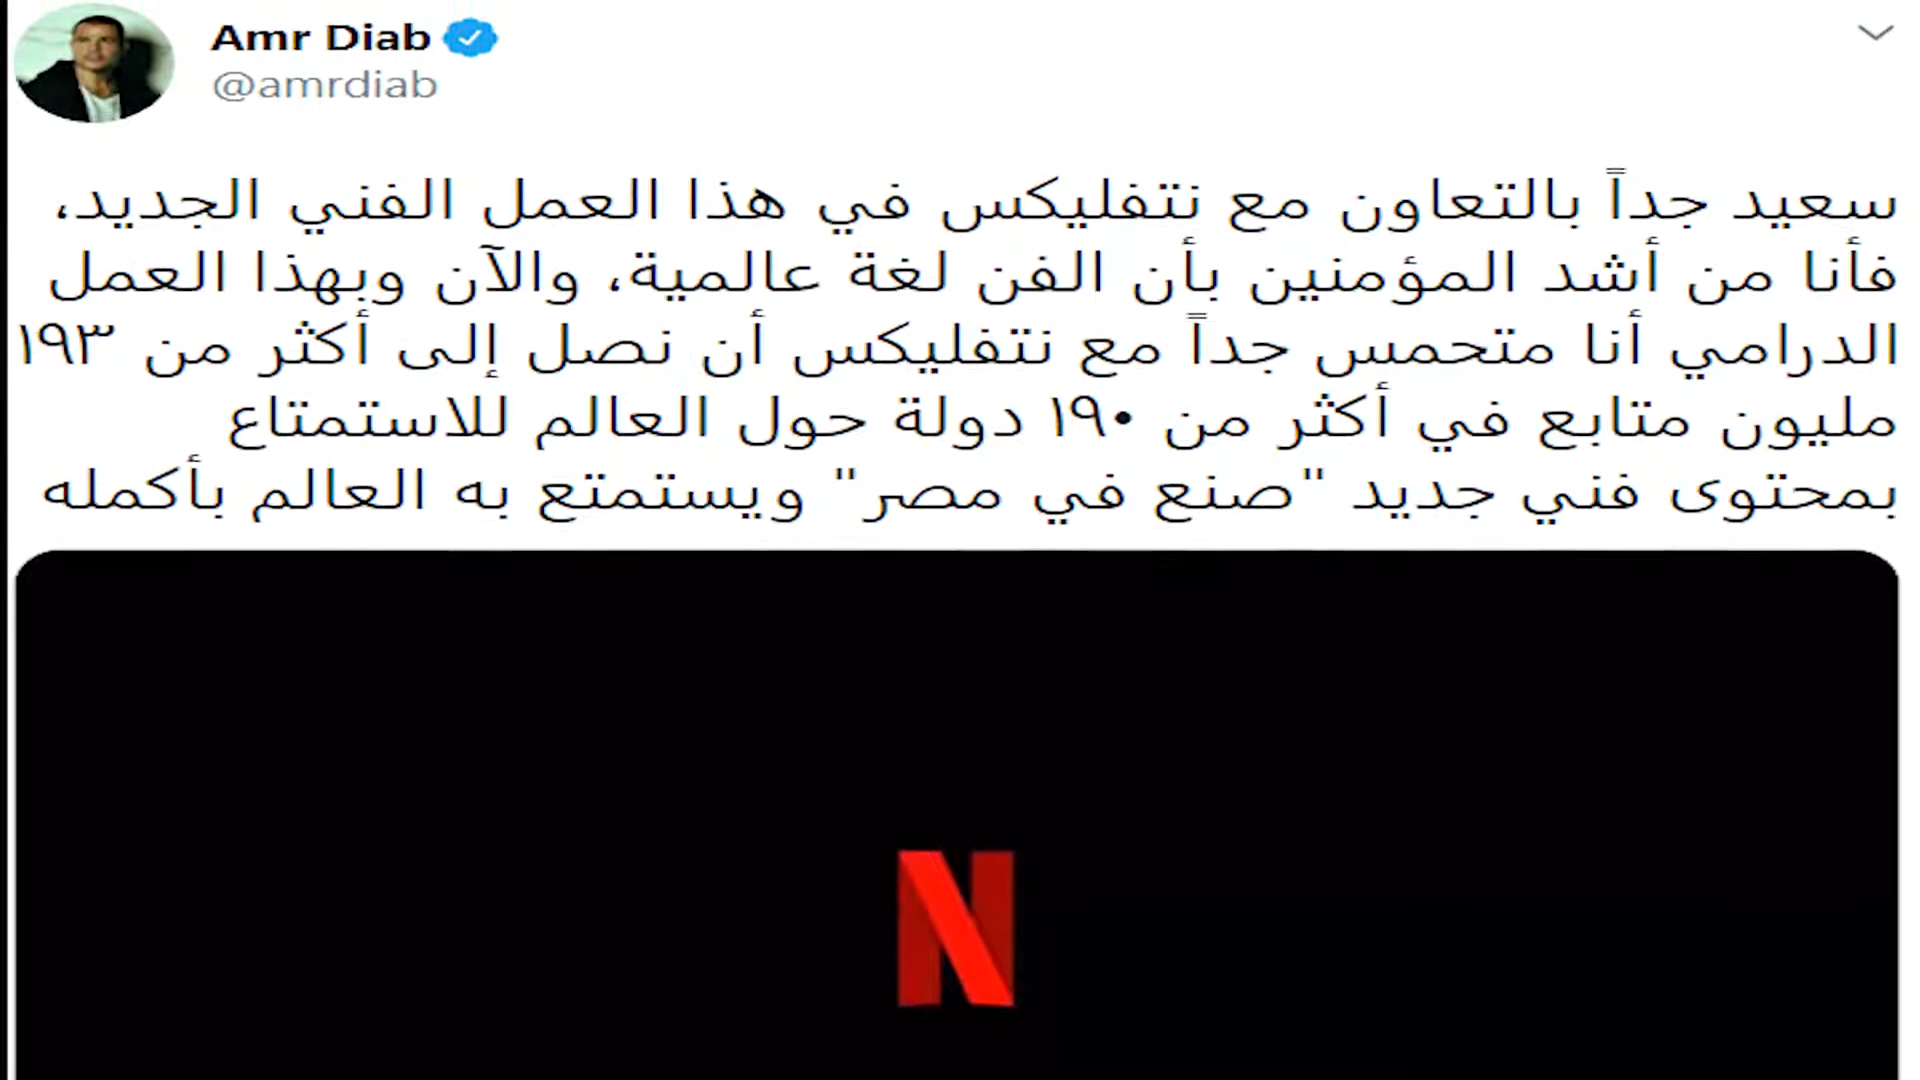 Amr Diab
@amrdiab
سعيد جداً بالتعاون مع نتفليكس في هذا العمل الفني الجديد،
فأنا من أشد المؤمنين بأن الفن لغة عالمية، والآن وبهذا العمل
الدرامي أنا متحمس جداً مع نتفليكس أن نصل إلى أكثر من ١٩٣
مليون متابع في أكثر من ١٩٠ دولة حول العالم للاستمتاع
بمحتوى فني جديد "صنع في مصر" ويستمتع به العالم بأكمله
N